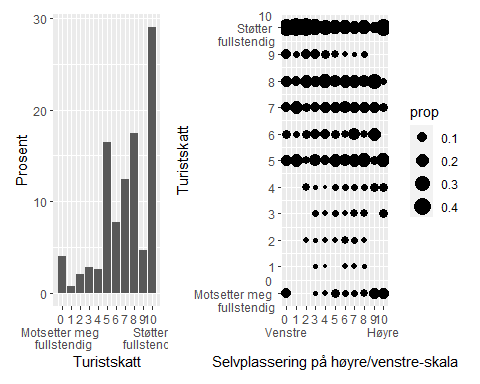 30
20
10
0
Prosent
0 1 2 3 4 5 6 7 8 9 10
Motsetter meg
fullstendig
Støtter
fullstendig
Turistskatt
Turistskatt
10
Støtter
fullstendig
9
8
7
6
5
4
3
2
1
0
Motsetter meg
fullstendig
0 1 2 3 4 5 6 7 8 9 10
Venstre
Høyre
Selvplassering på høyre/venstre-skala
prop
0.1
0.2
0.3
0.4